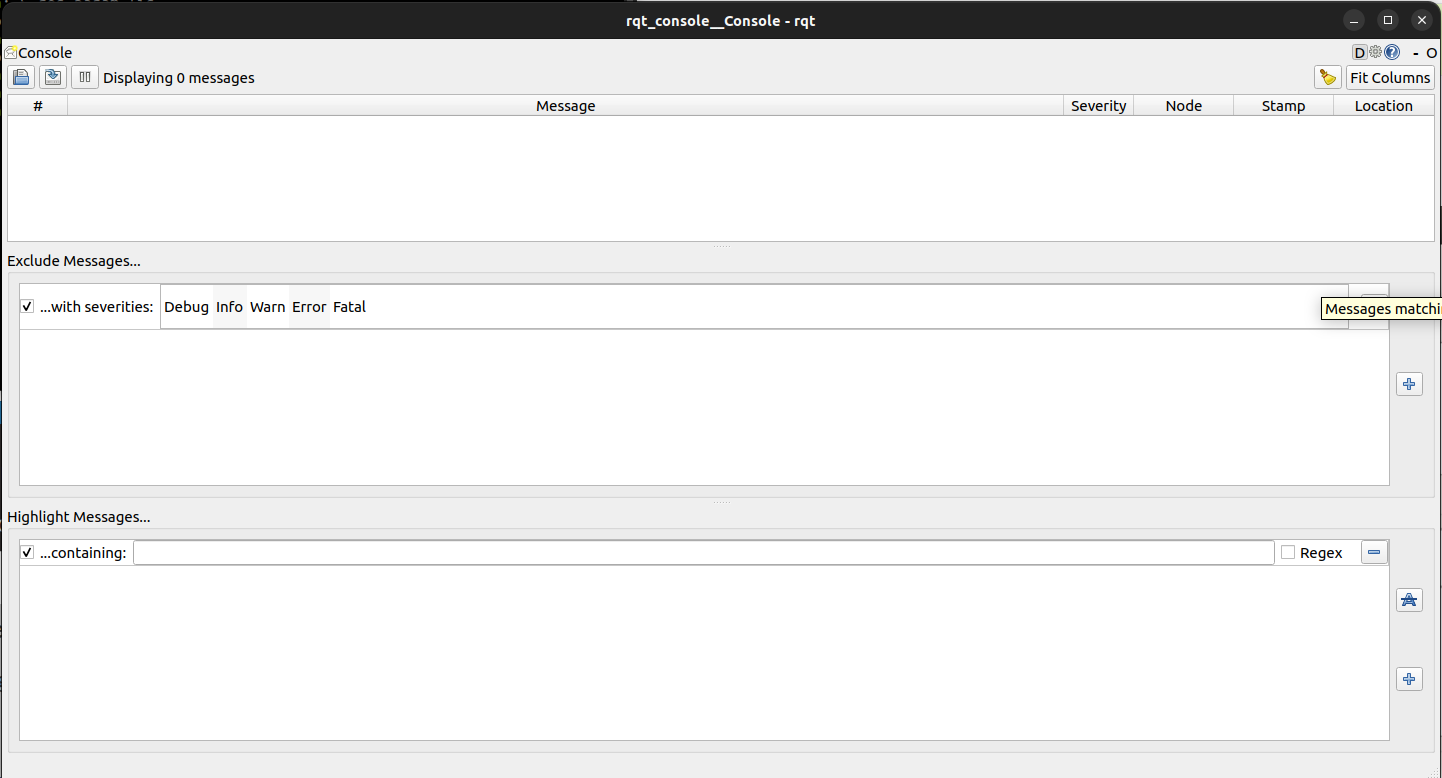 rqt_console__Console - rqt
Console
D
- O
Displaying 0 messages
Fit Columns
# Message Severity Node Stamp Location
Exclude Messages...
...with severities: Debug Info Warn Error Fatal
Messages matchi
Highlight Messages...
...containing: Regex